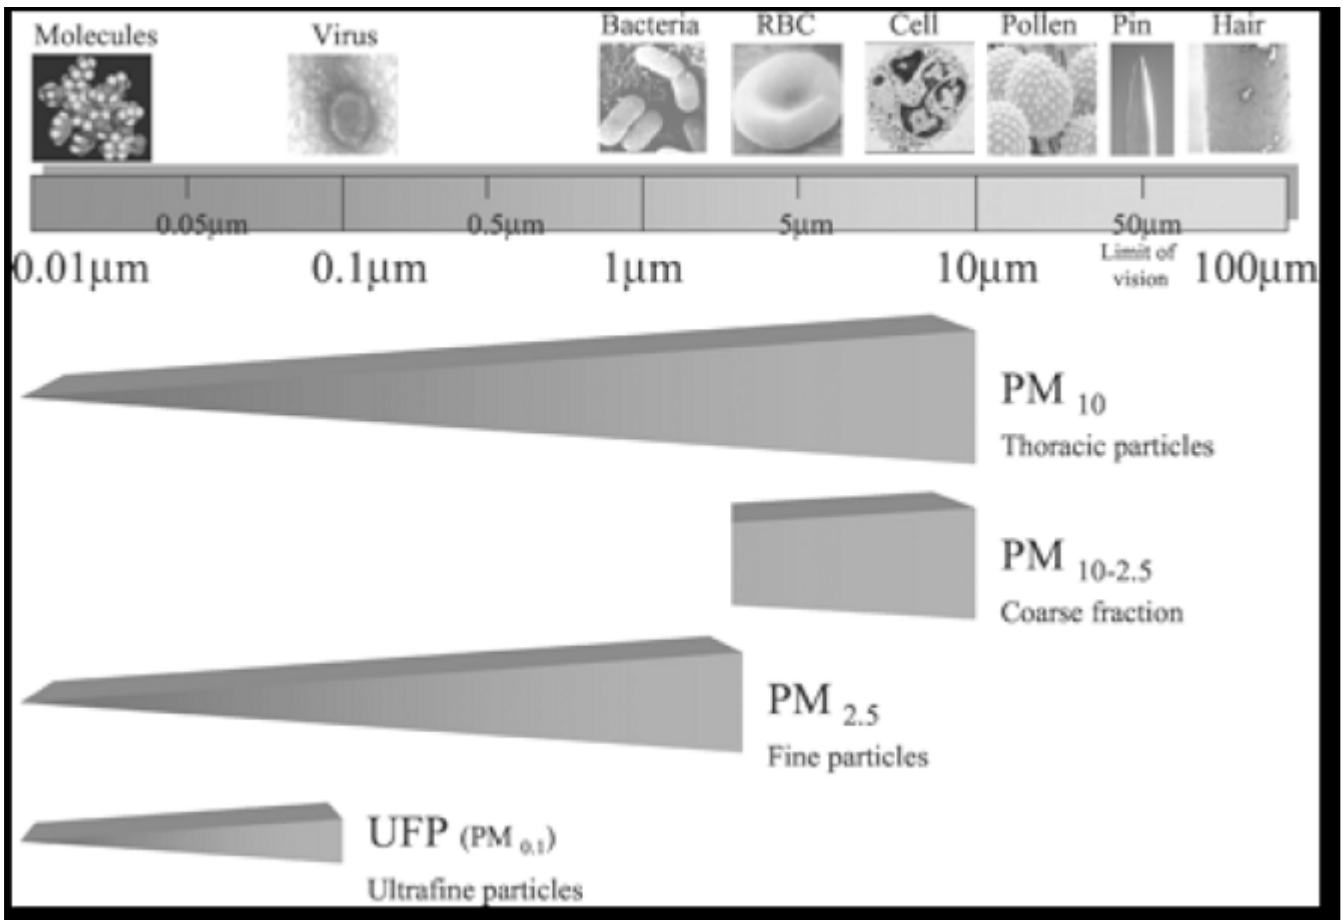 Molecules
Virus
Bacteria
RBC
Cell
Pollen
Pin
Hair
0.05μm
0.5μm
5μm
50μm
0.01μm
0.1μm
1μm
10μm
Limit of
vision
100μm
PM 10
Thoracic particles
PM 10-2.5
Coarse fraction
PM 2.5
Fine particles
UFP (PM 0.1)
Ultrafine particles